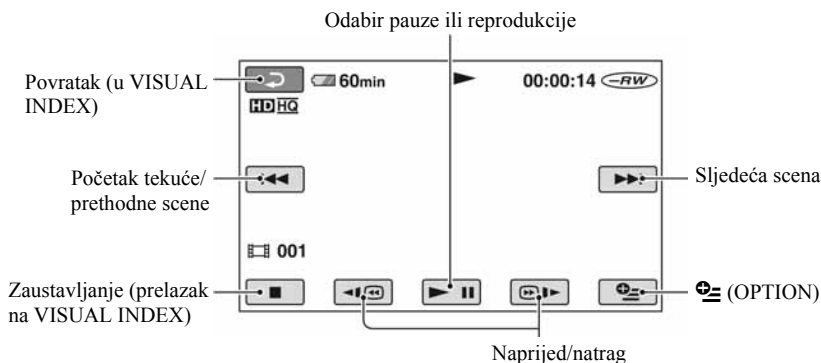 Odabir pauze ili reprodukcije
Povratak (u VISUAL
INDEX)
60min
00:00:14
-RW
HD HQ
Početak tekuće/
prethodne scene
Sljedeća scena
001
Zaustavljanje (prelazak
na VISUAL INDEX)
(OPTION)
Naprijed/natrag